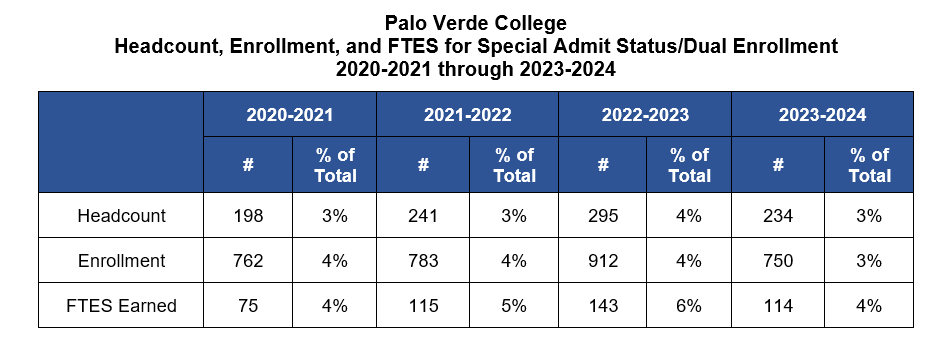 Palo Verde College
Headcount, Enrollment, and FTES for Special Admit Status/Dual Enrollment
2020-2021 through 2023-2024
2020-2021 2021-2022 2022-2023 2023-2024
# % of Total # % of Total # % of Total # % of Total
Headcount 198 3% 241 3% 295 4% 234 3%
Enrollment 762 4% 783 4% 912 4% 750 3%
FTES Earned 75 4% 115 5% 143 6% 114 4%